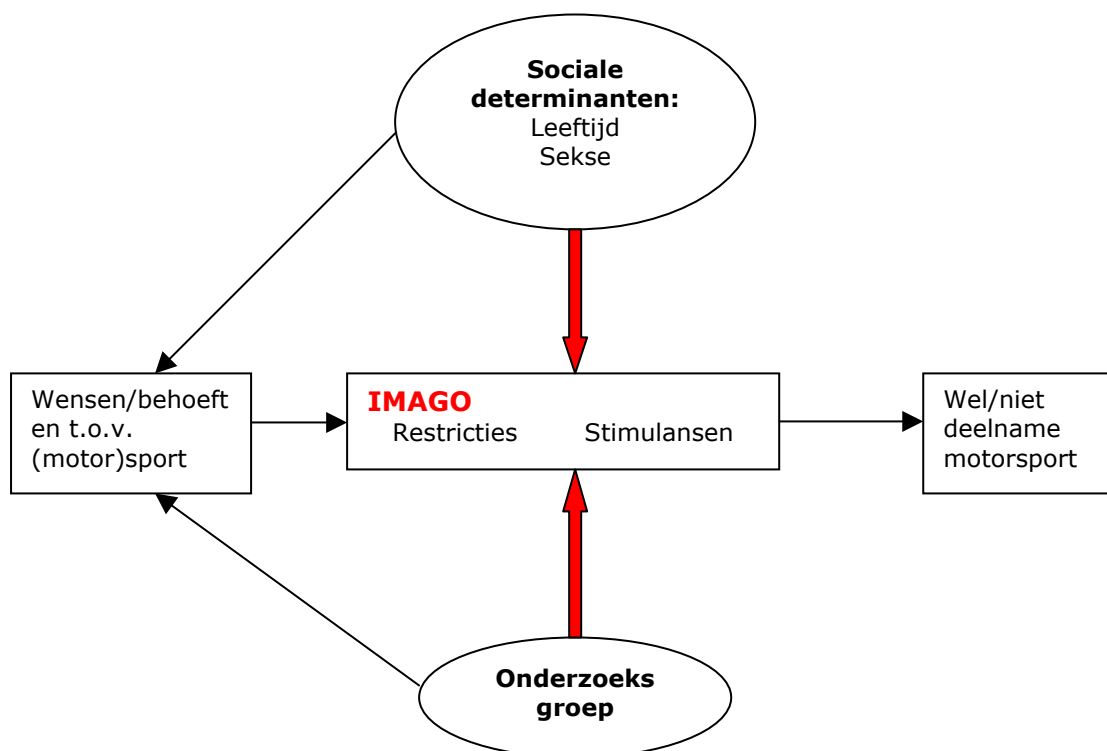 Sociale
determinanten:
Leeftijd
Sekse
Wensen/behoeft
en t.o.v.
(motor)sport
IMAGO
Restricties Stimulansen
Wel/niet
deelname
motorsport
Onderzoeks
groep